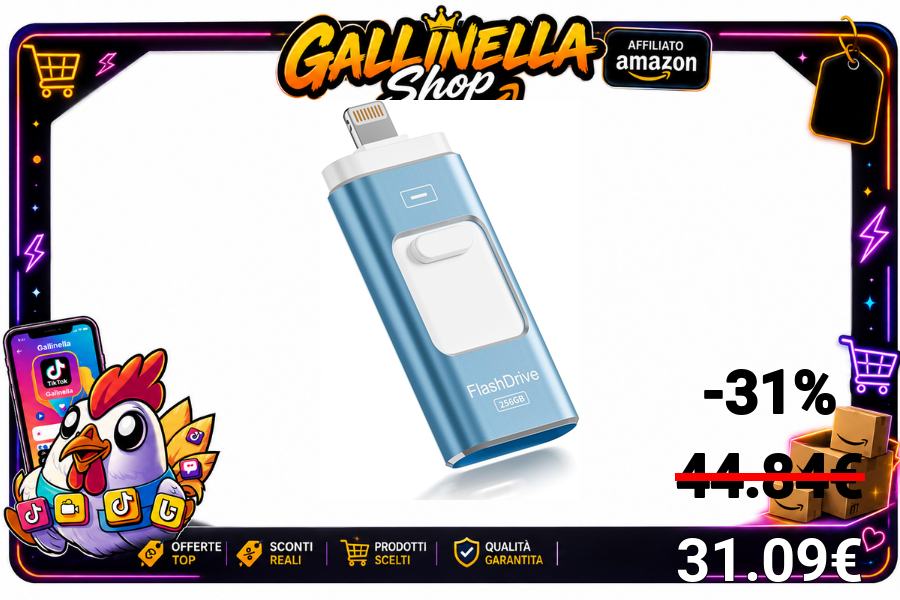 GALLINELLA
Shop
AFFILIATO
amazon
FlashDrive
256GB
Gallinella
TikTok
Gallinella
-31%
44.84€
31.09€
OFFERTE
TOP
SCONTI
REALI
PRODOTTI
SCELTI
QUALITÀ
GARANTITA